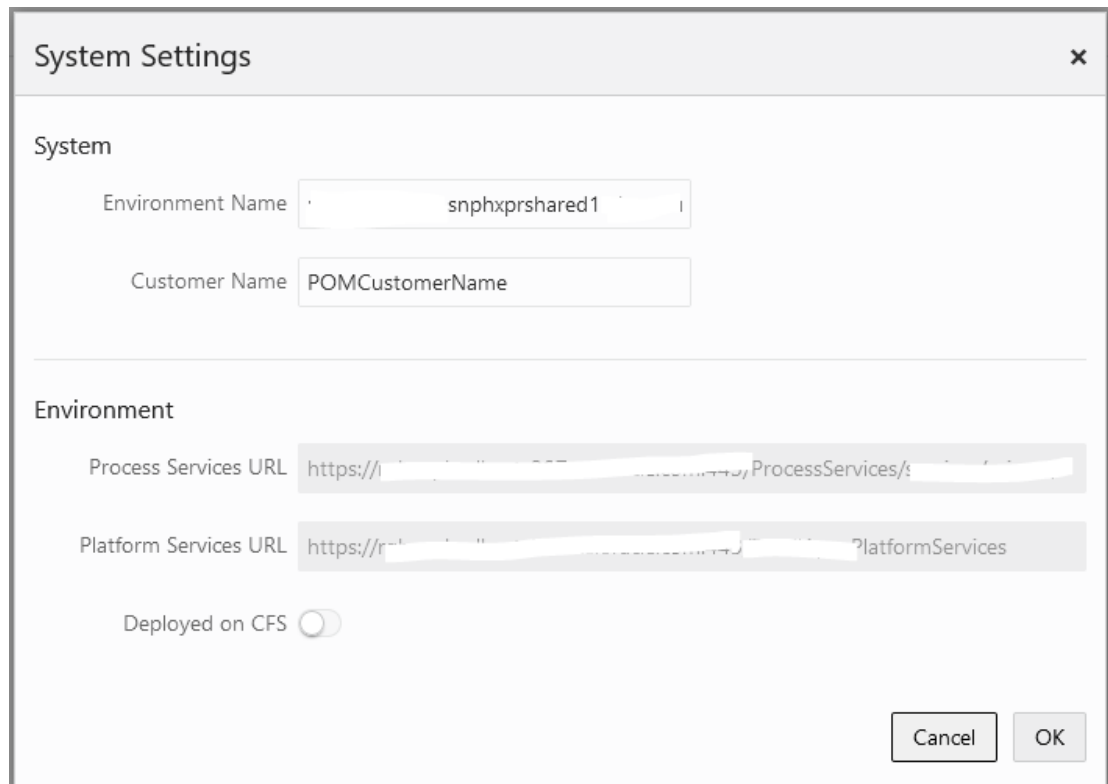 System Settings
System
Environment Name snphxprshared1
Customer Name POMCustomerName
Environment
Process Services URL https:// /ProcessServices/
Platform Services URL https:// PlatformServices
Deployed on CFS
Cancel OK